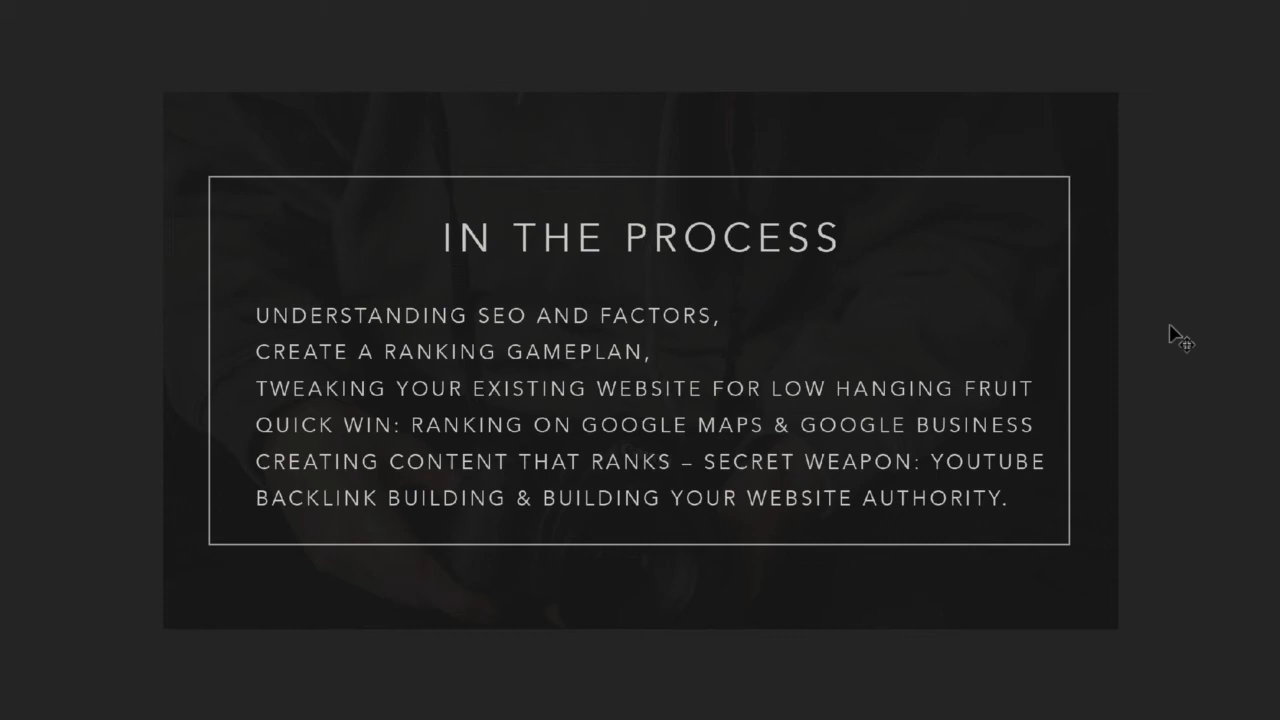 IN THE PROCESS
UNDERSTANDING SEO AND FACTORS,
CREATE A RANKING GAMEPLAN,
TWEAKING YOUR EXISTING WEBSITE FOR LOW HANGING FRUIT
QUICK WIN: RANKING ON GOOGLE MAPS & GOOGLE BUSINESS
CREATING CONTENT THAT RANKS – SECRET WEAPON: YOUTUBE
BACKLINK BUILDING & BUILDING YOUR WEBSITE AUTHORITY.